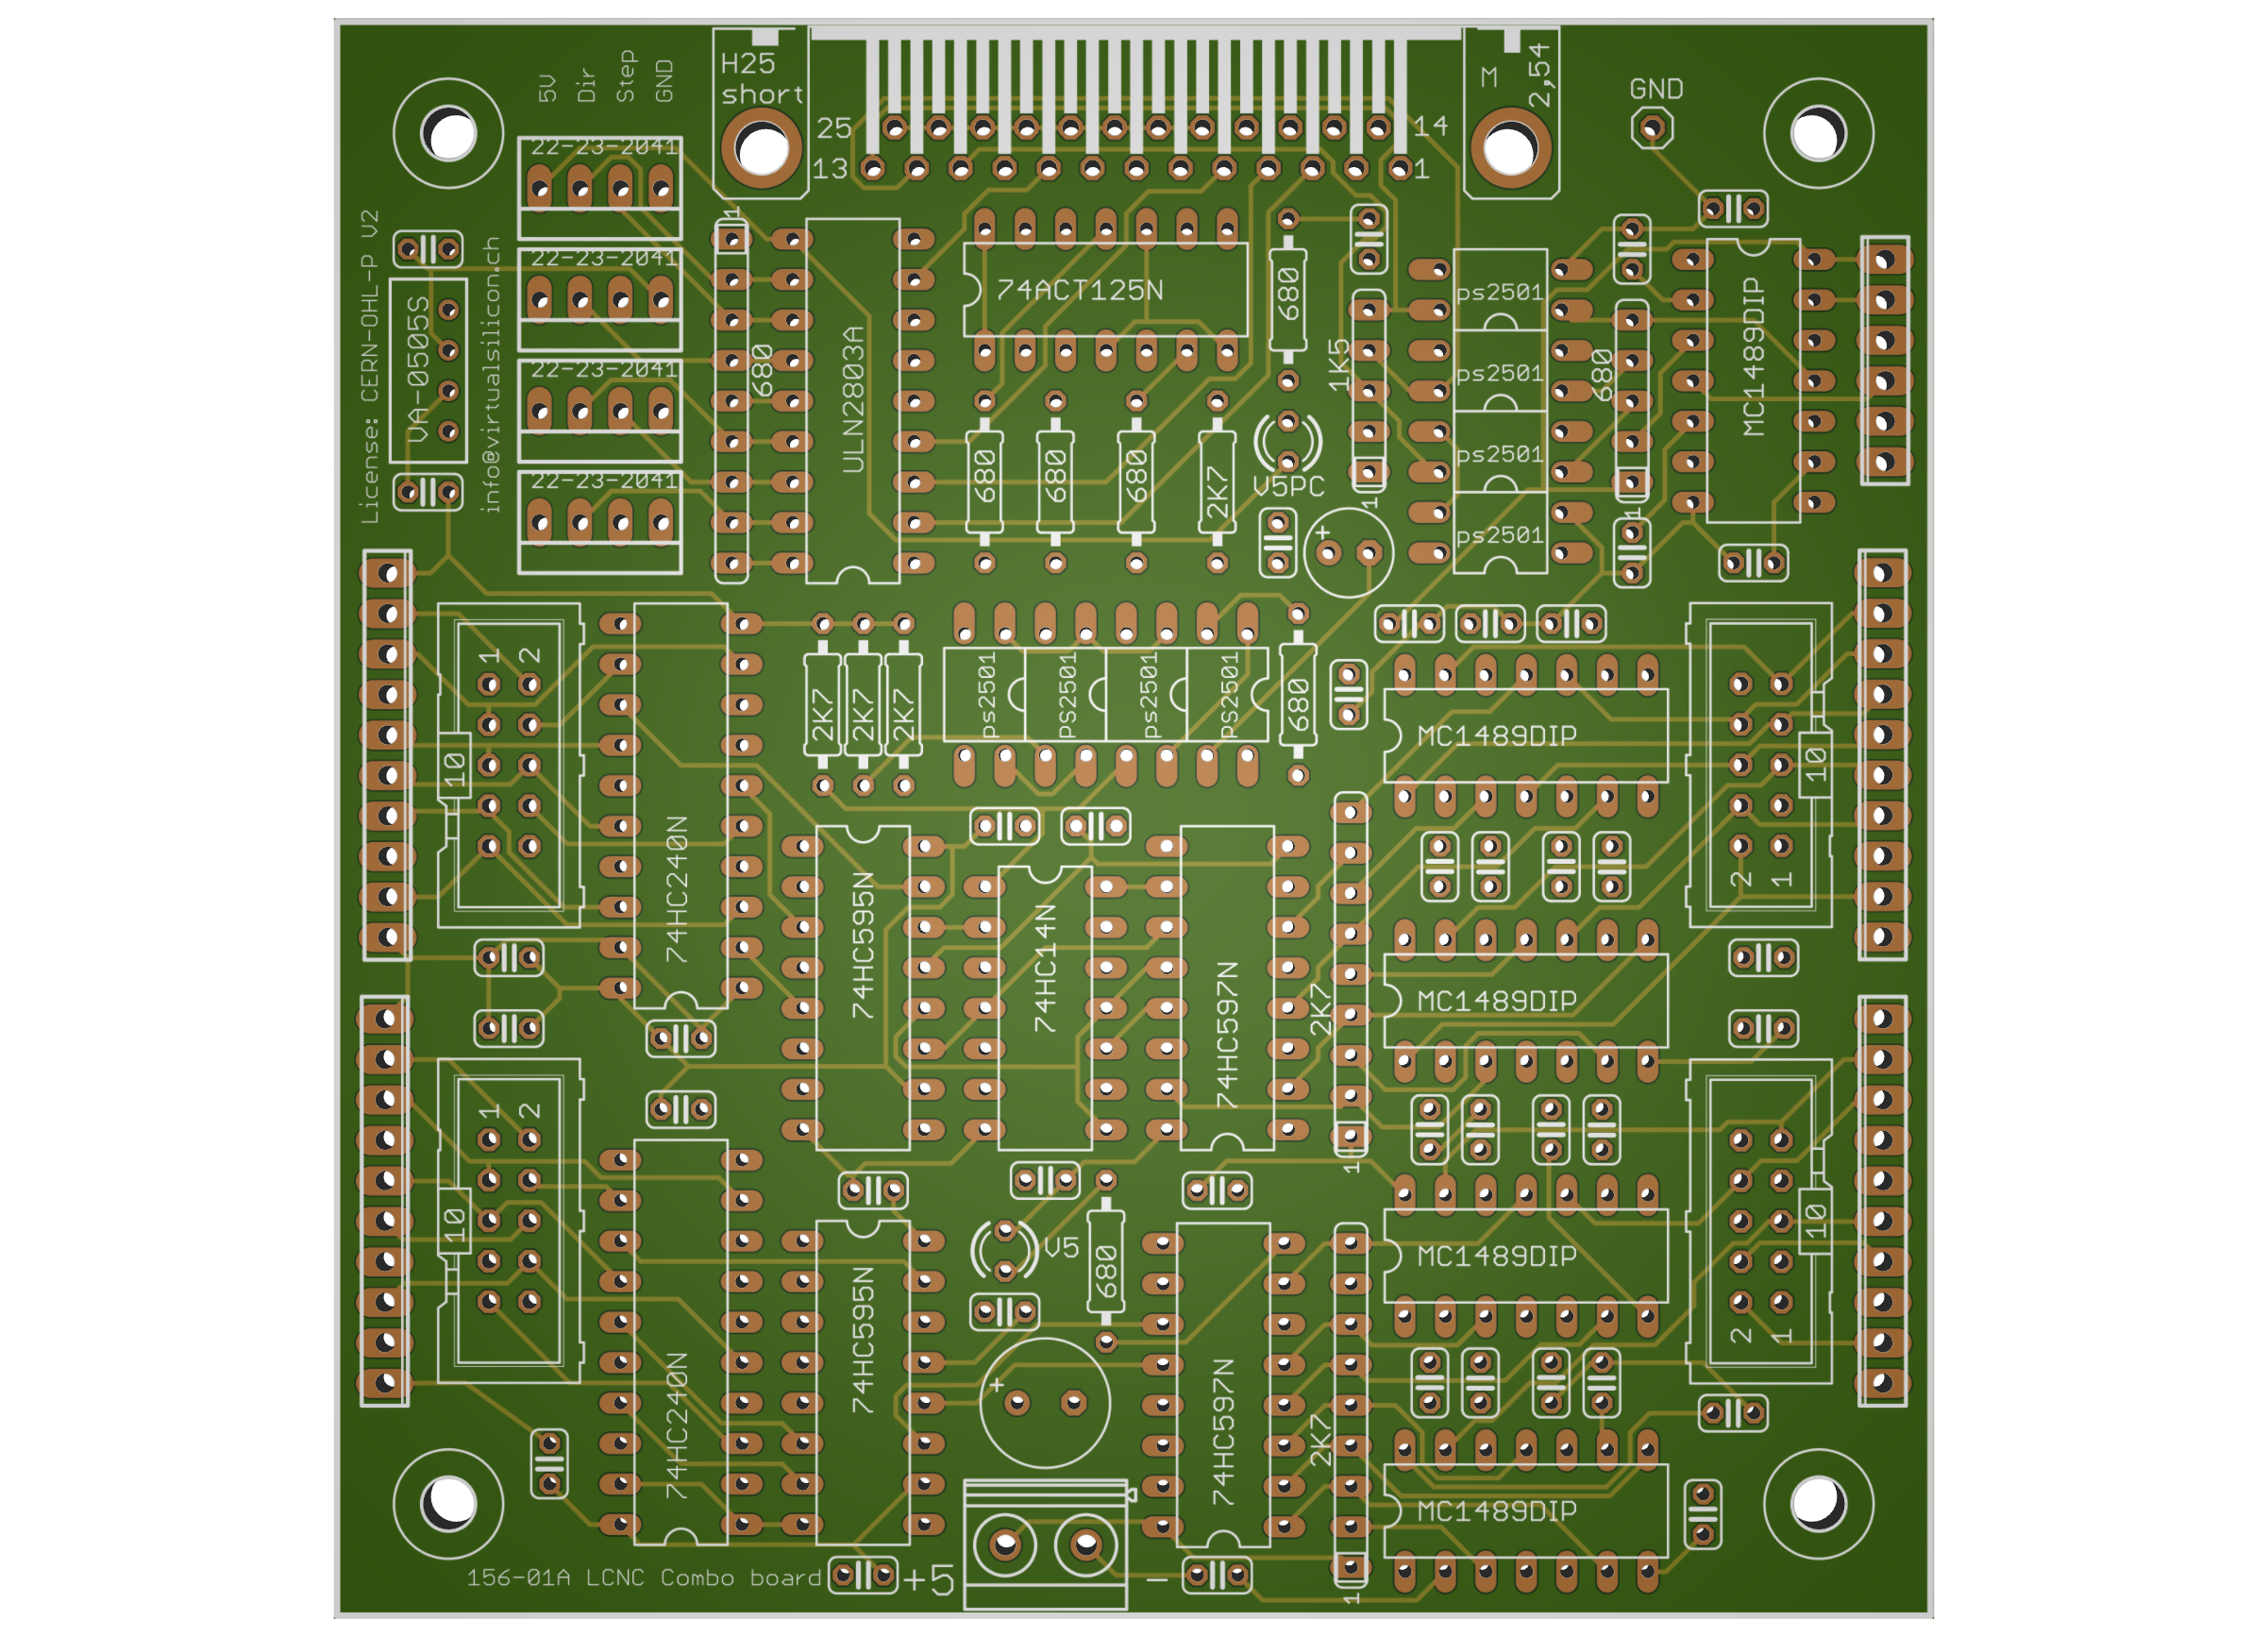 5V
Dir
Step
GND
H25
short
M
2,54
GND
25
14
13
1
22-23-2041
22-23-2041
22-23-2041
22-23-2041
License: CERN-OHL-P V2
VA-0505S
info@virtualsilicon.ch
1
680
ULN2803A
74ACT125N
680
1K5
1
ps2501
ps2501
ps2501
ps2501
680
1
MC1489DIP
680
680
680
2K7
V5PC
+
1 2
10
74HC240N
2K7
2K7
2K7
ps2501
PS2501
ps2501
PS2501
680
MC1489DIP
10
2 1
74HC595N
74HC14N
74HC597N
2K7
1
MC1489DIP
1 2
10
74HC240N
74HC595N
V5
680
+
74HC597N
2K7
1
MC1489DIP
MC1489DIP
10
2 1
156-01A LCNC Combo board
+5
-